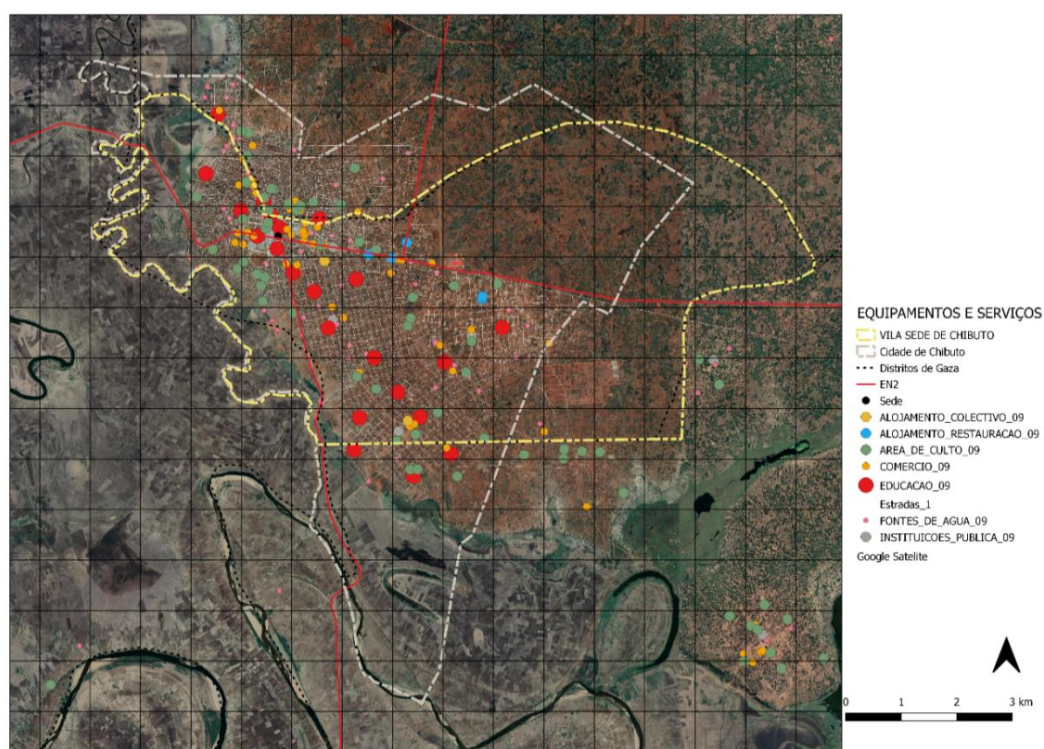 EQUIPAMENTOS E SERVIÇOS
VILA SEDE DE CHIBUTO
Cidade de Chibuto
Distritos de Gaza
EN2
Sede
ALOJAMENTO_COLECTIVO_09
ALOJAMENTO_RESTAURACAO_09
AREA_DE_CULTO_09
COMERCIO_09
EDUCACAO_09
Estradas_1
FONTES_DE_AGUA_09
INSTITUICOES_PUBLICA_09
Google Satelite
0 1 2 3 km